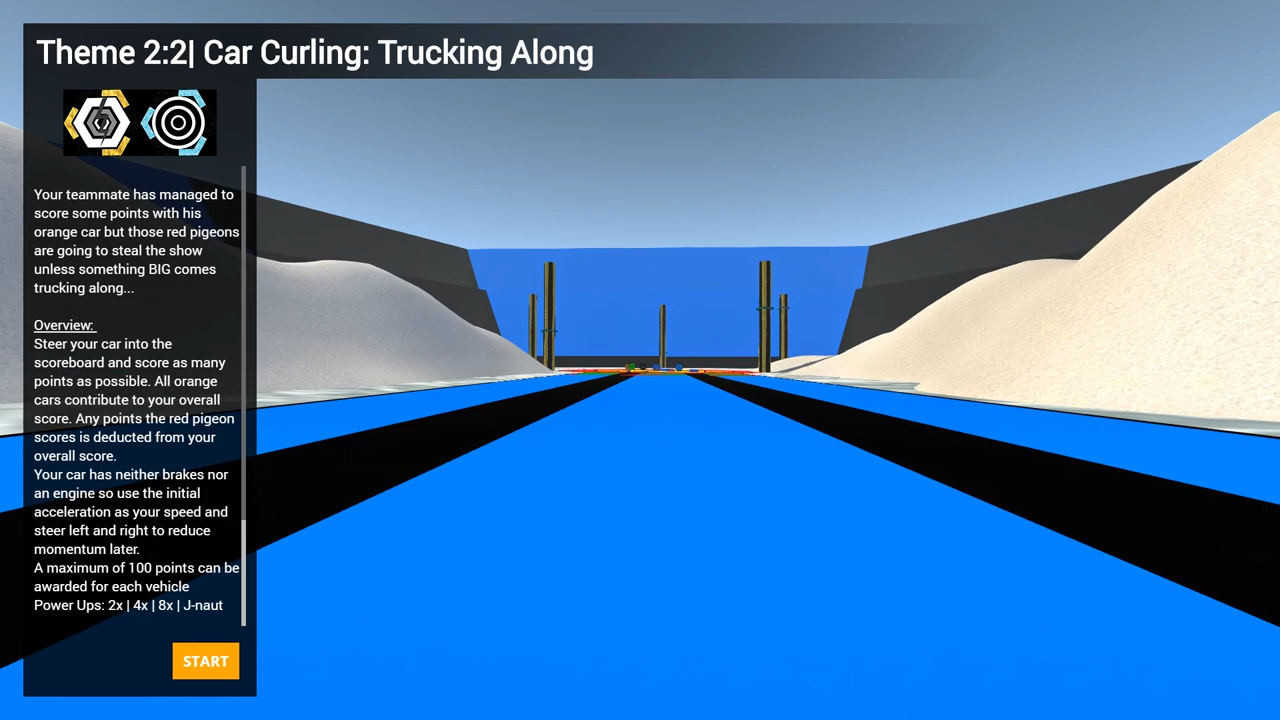 Theme 2:2| Car Curling: Trucking Along
Your teammate has managed to
score some points with his
orange car but those red pigeons
are going to steal the show
unless something BIG comes
trucking along...
Overview:
Steer your car into the
scoreboard and score as many
points as possible. All orange
cars contribute to your overall
score. Any points the red pigeon
scores is deducted from your
overall score.
Your car has neither brakes nor
an engine so use the initial
acceleration as your speed and
steer left and right to reduce
momentum later.
A maximum of 100 points can be
awarded for each vehicle
Power Ups: 2x | 4x | 8x | J-naut
START